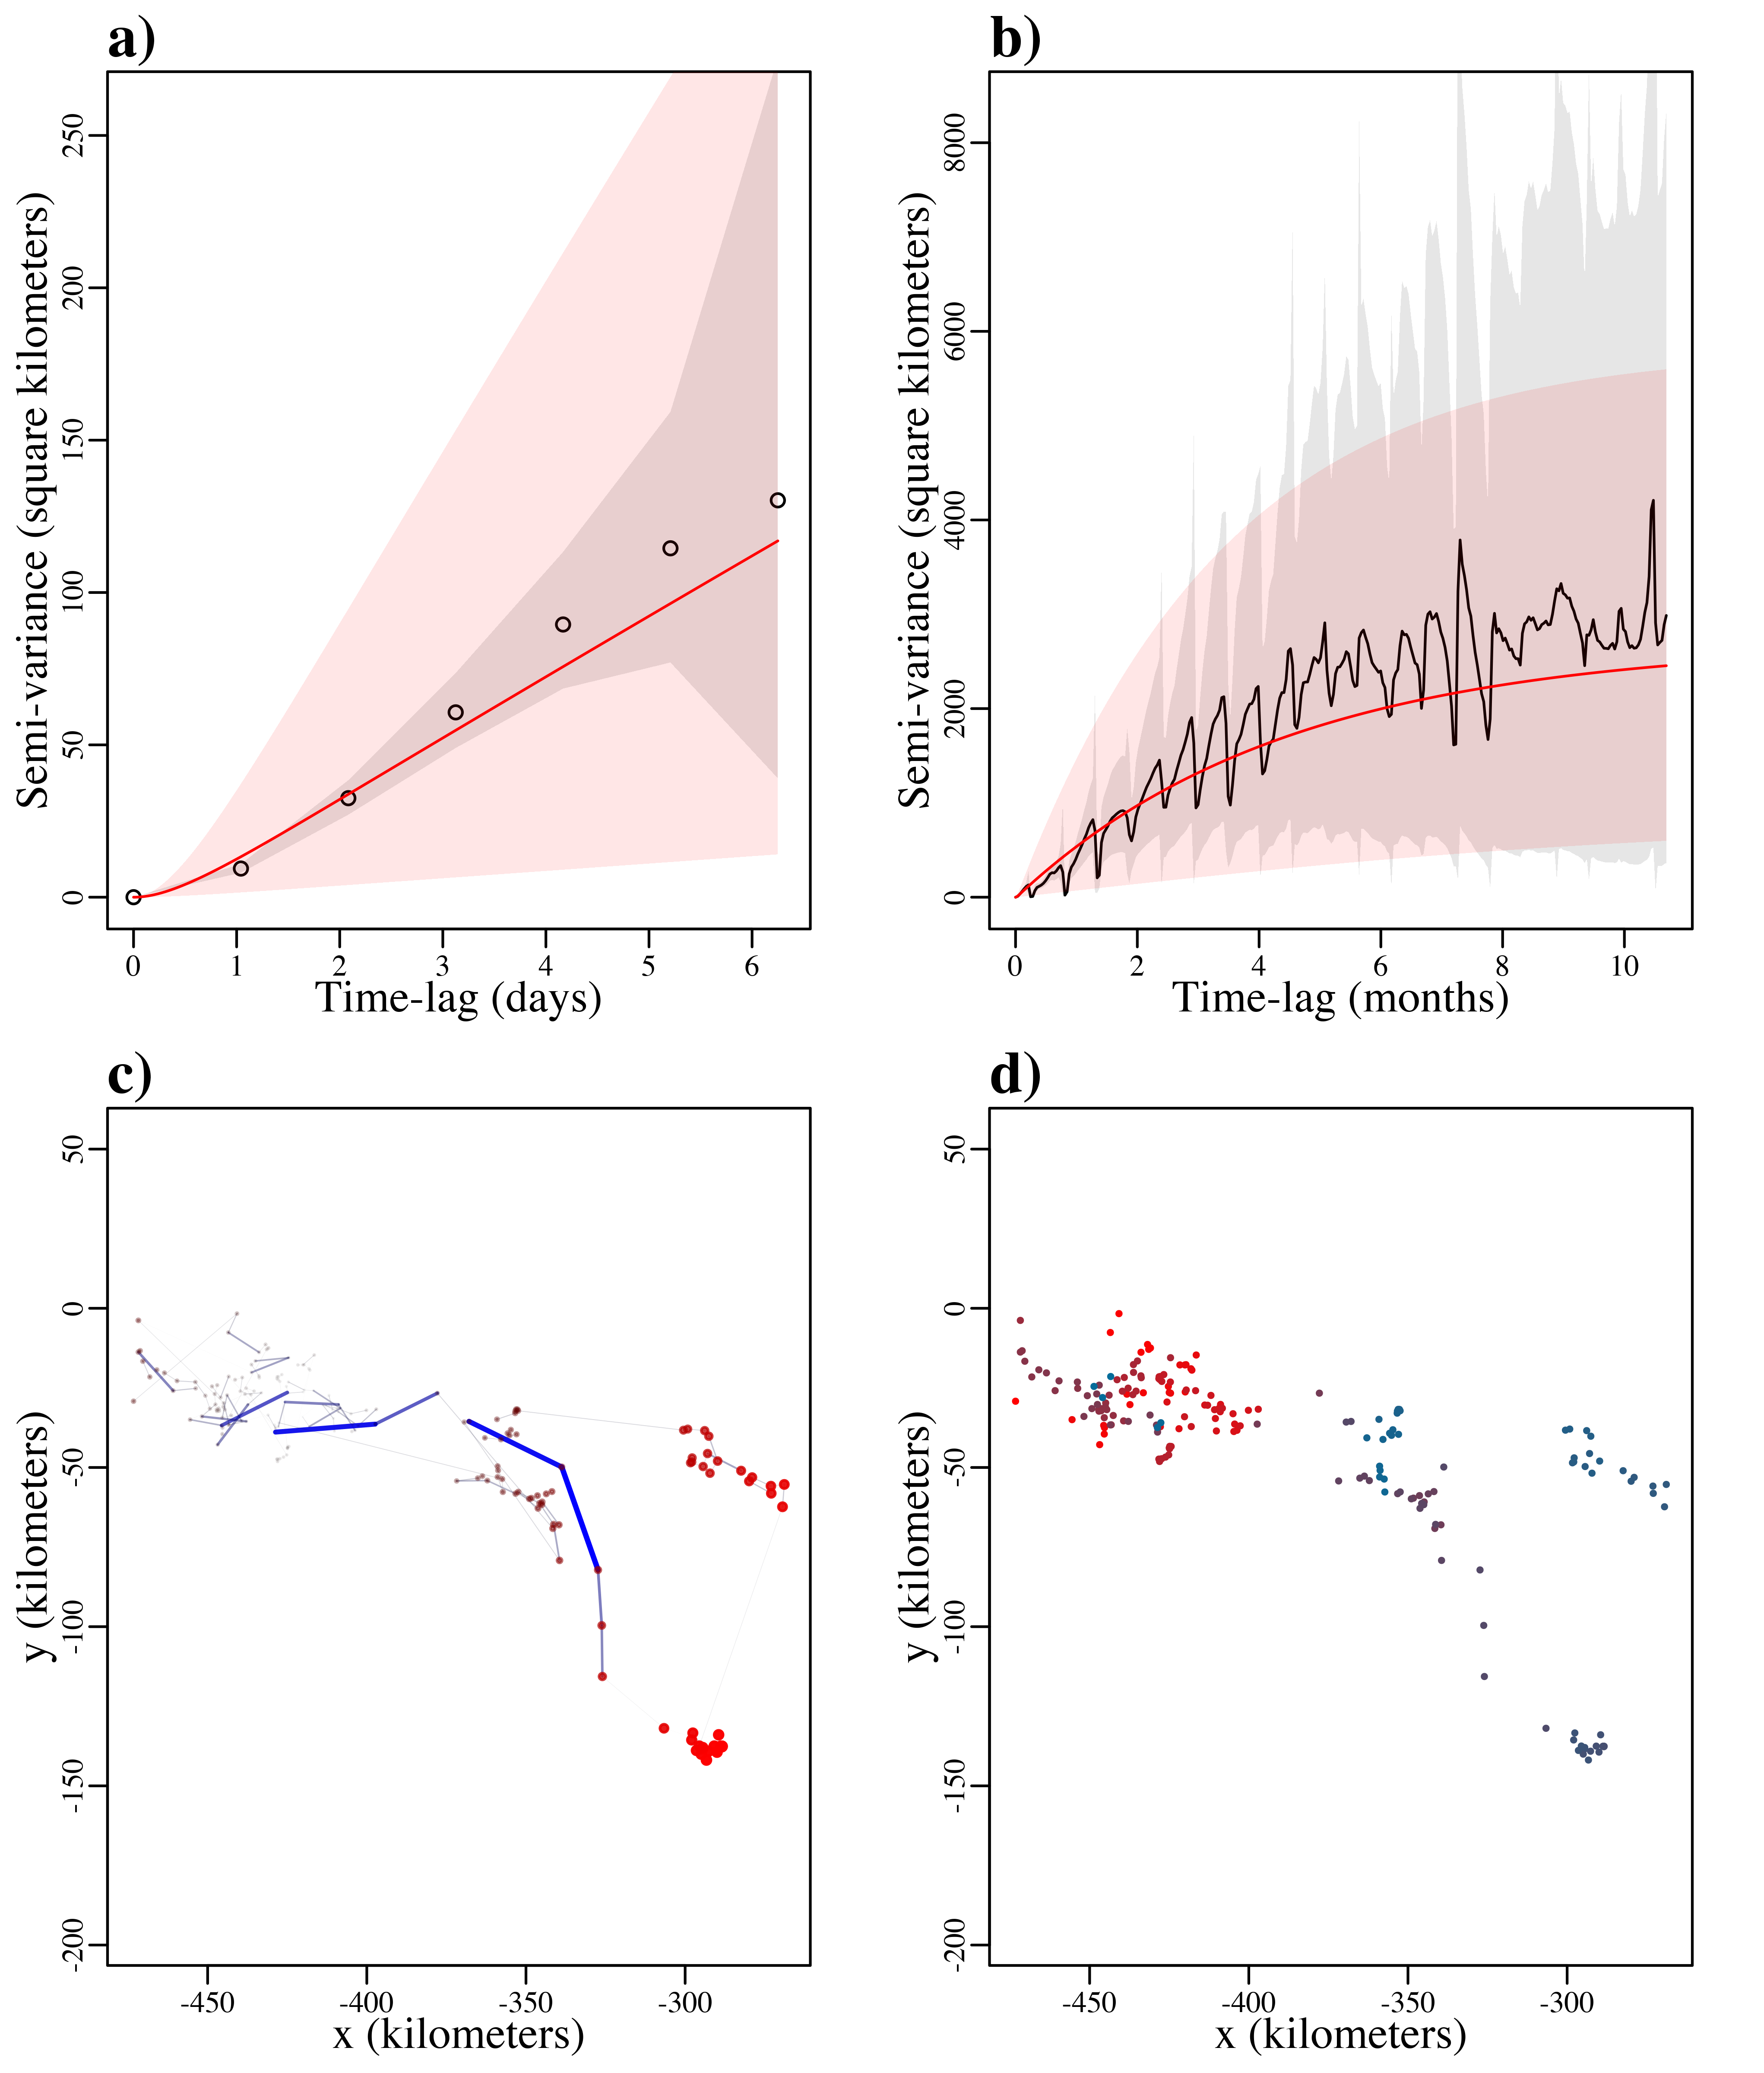 a)
Semi-variance (square kilometers)
250
200
150
100
50
0
0 1 2 3 4 5 6
Time-lag (days)
b)
Semi-variance (square kilometers)
8000
6000
4000
2000
0
0 2 4 6 8 10
Time-lag (months)
c)
y (kilometers)
50
0
-50
-100
-150
-200
-450 -400 -350 -300
x (kilometers)
d)
y (kilometers)
50
0
-50
-100
-150
-200
-450 -400 -350 -300
x (kilometers)